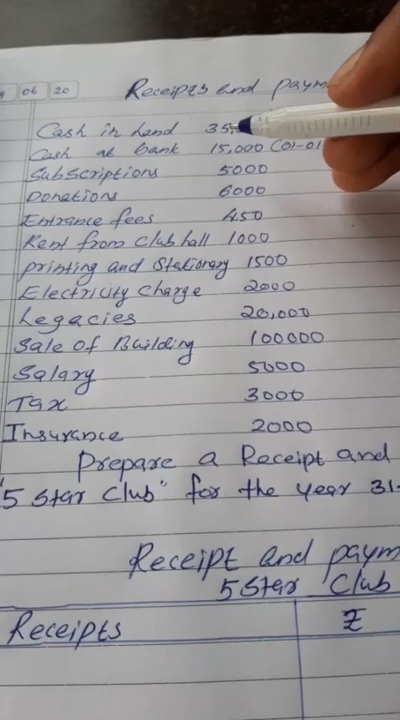 06 20
Receipts and paym
Cash in hand
Cash at bank 15,000 (01-01
Subscriptions 5000
Donations 6000
Entrance fees 450
Rent from Club hall 1000
printing and Stationary 1500
Electricity Charge 2000
Legacies 20,000
Sale of Building 100000
Salary 5000
Tax 3000
Insurance 2000
Prepare a Receipt and
"5 Star Club" for the year 31-
Receipt and paym
5 Star Club
Receipts ₹